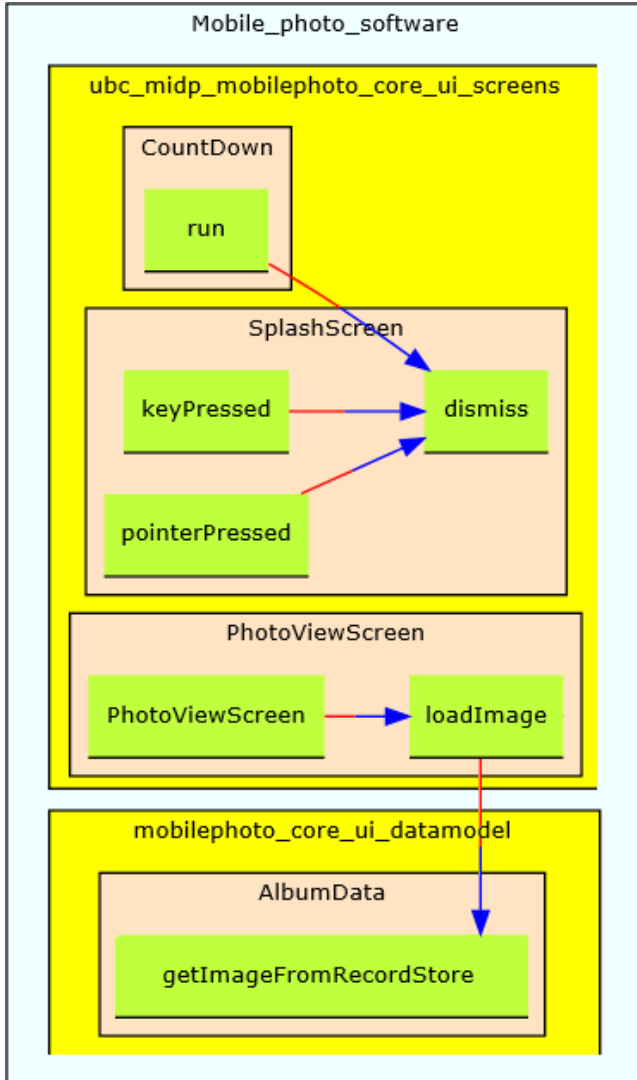 Mobile_photo_software
ubc_midp_mobilephoto_core_ui_screens
CountDown
run
SplashScreen
keyPressed
dismiss
pointerPressed
PhotoViewScreen
PhotoViewScreen
loadImage
mobilephoto_core_ui_datamodel
AlbumData
getImageFromRecordStore